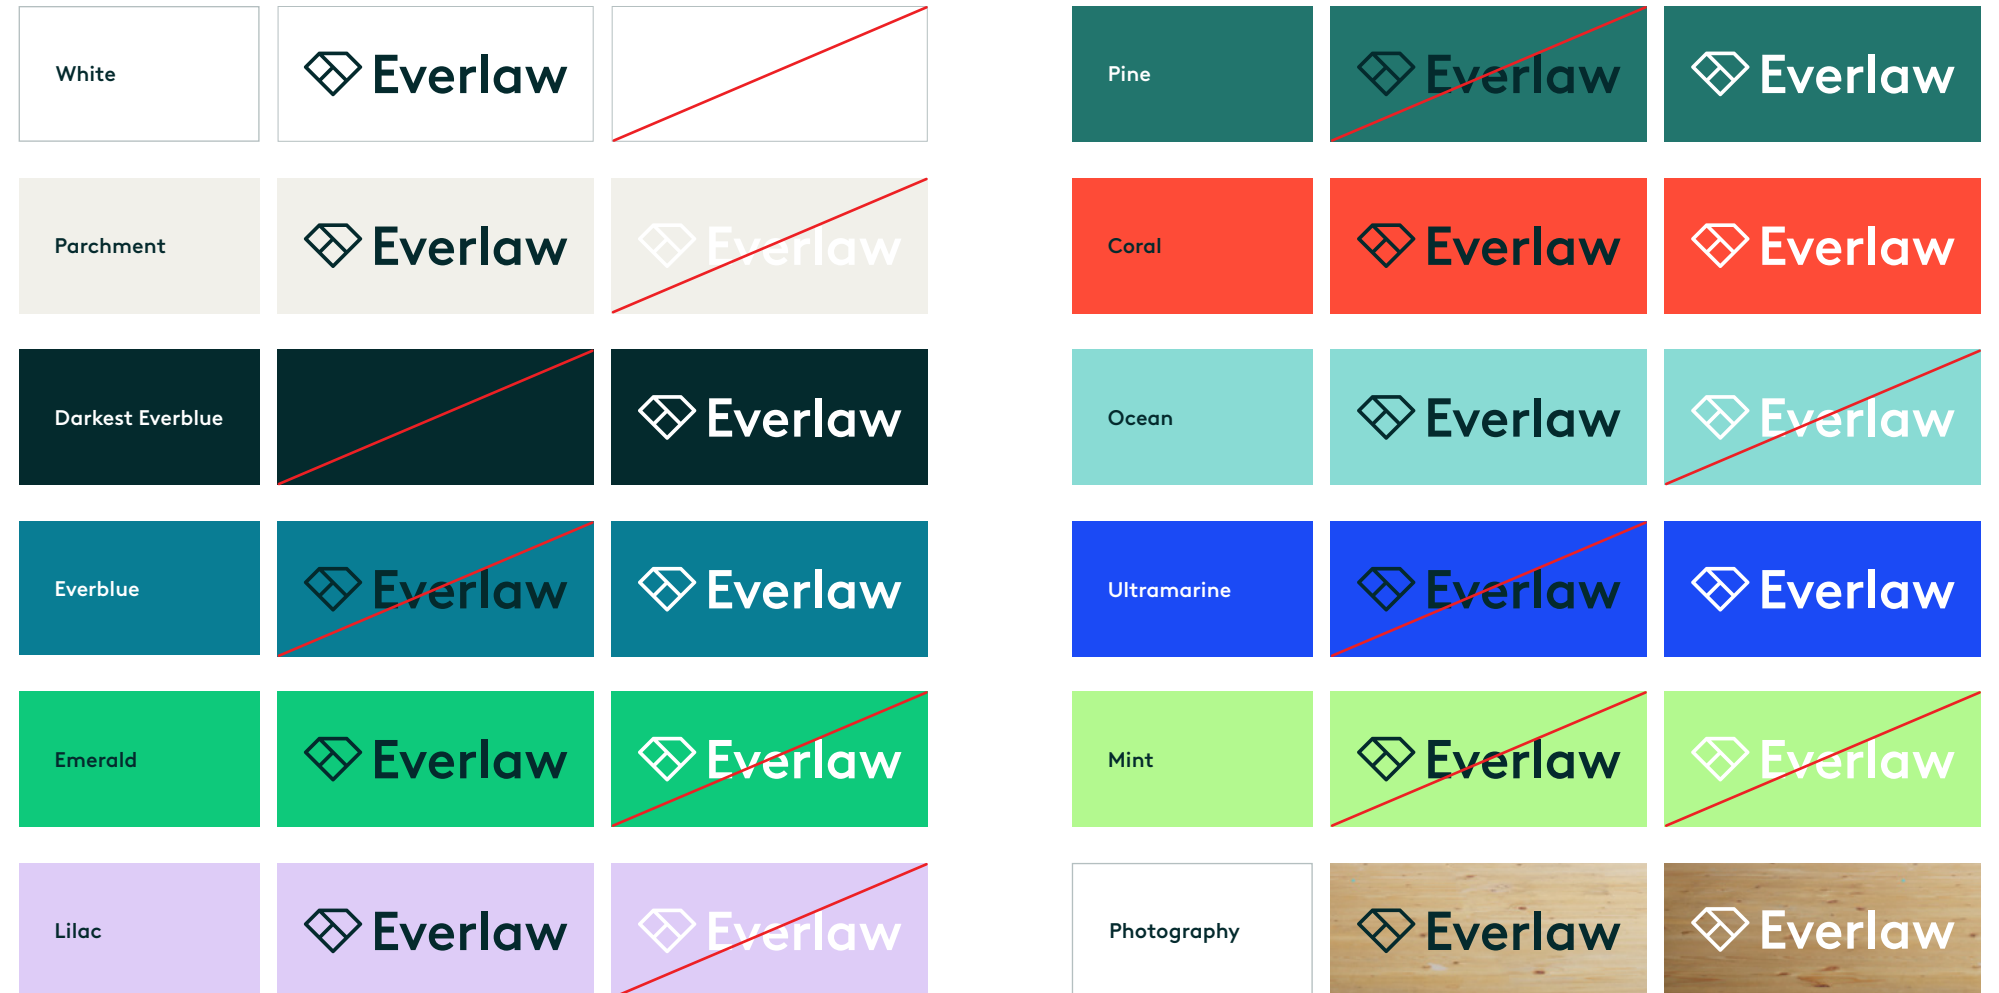 White
Everlaw
Parchment
Everlaw
Everlaw
Darkest Everblue
Everlaw
Everblue
Everlaw
Everlaw
Emerald
Everlaw
Everlaw
Lilac
Everlaw
Everlaw
Pine
Everlaw
Everlaw
Coral
Everlaw
Everlaw
Ocean
Everlaw
Everlaw
Ultramarine
Everlaw
Everlaw
Mint
Everlaw
Everlaw
Photography
Everlaw
Everlaw